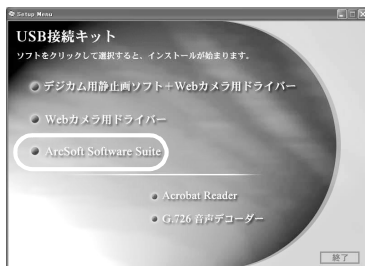 Setup Menu
USB接続キット
ソフトをクリックして選択すると、インストールが始まります。
デジカム用静止画ソフト+Webカメラ用ドライバー
Webカメラ用ドライバー
ArcSoft Software Suite
Acrobat Reader
G.726 音声デコーダー
終了